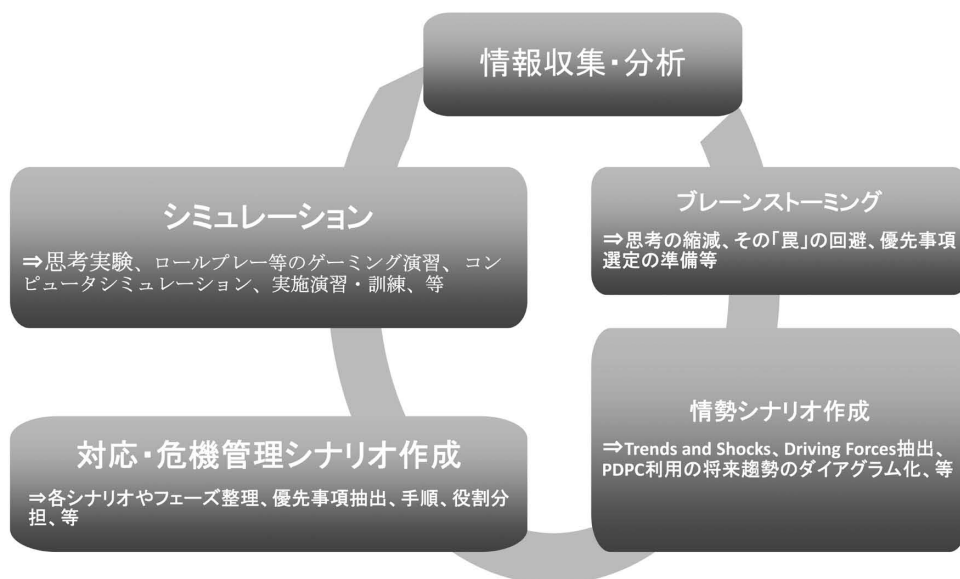 情報収集・分析
ブレーンストーミング
⇒思考の縮減、その「罠」の回避、優先事項
選定の準備等
情勢シナリオ作成
⇒Trends and Shocks、Driving Forces抽出、
PDPC利用の将来趨勢のダイアグラム化、等
対応・危機管理シナリオ作成
⇒各シナリオやフェーズ整理、優先事項抽出、手順、役割分
担、等
シミュレーション
⇒思考実験、ロールプレー等のゲーミング演習、コン
ピュータシミュレーション、実施演習・訓練、等